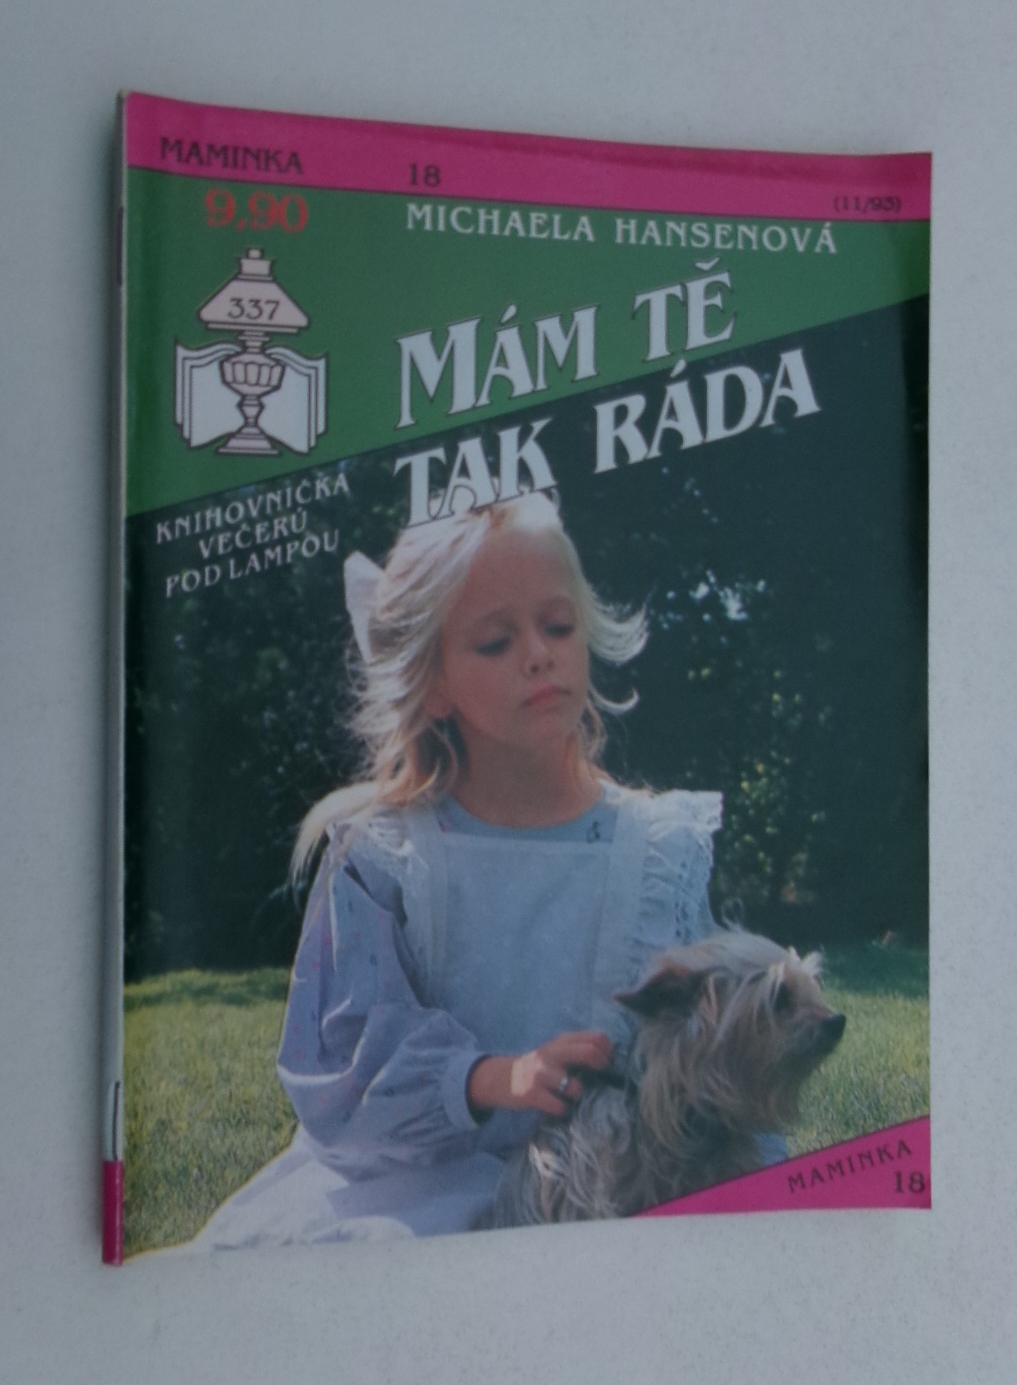 MAMINKA
18
(11/93)
9,90
MICHAELA HANSENOVÁ
337
MÁM TĚ
TAK RÁDA
KNIHOVNIČKA
VEČERŮ
POD LAMPOU
MAMINKA
18